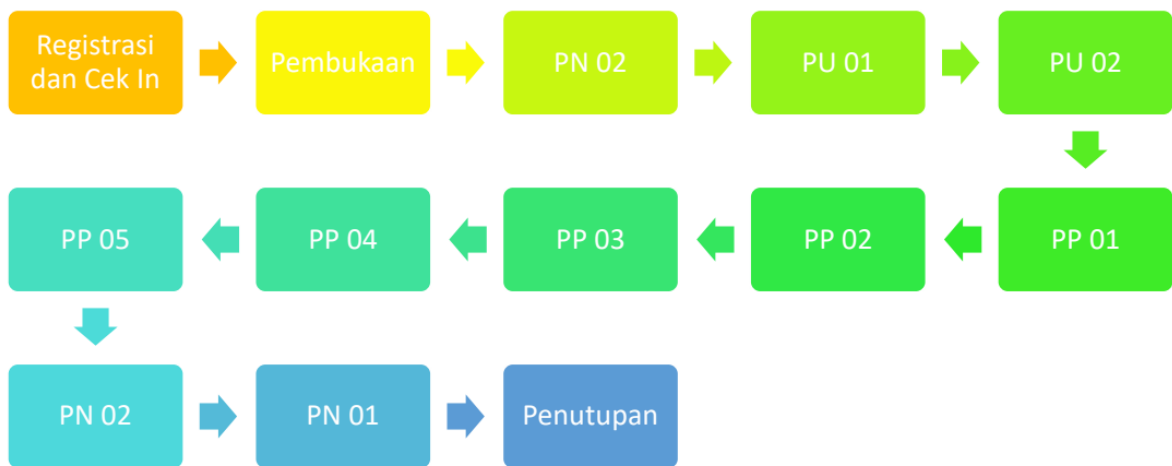 Registrasi
dan Cek In
Pembukaan
PN 02
PU 01
PU 02
PP 01
PP 02
PP 03
PP 04
PP 05
PN 02
PN 01
Penutupan